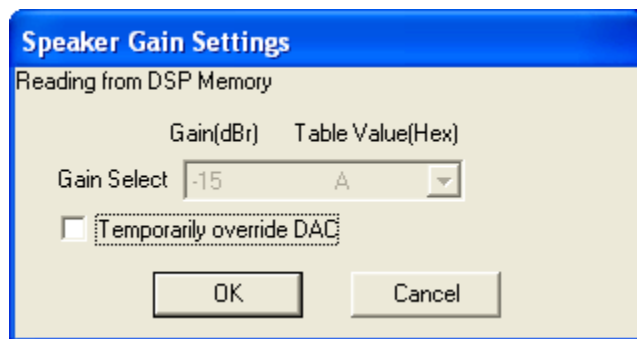 Speaker Gain Settings
Reading from DSP Memory
Gain(dBr) Table Value(Hex)
Gain Select -15 A
Temporarily override DAC
OK Cancel